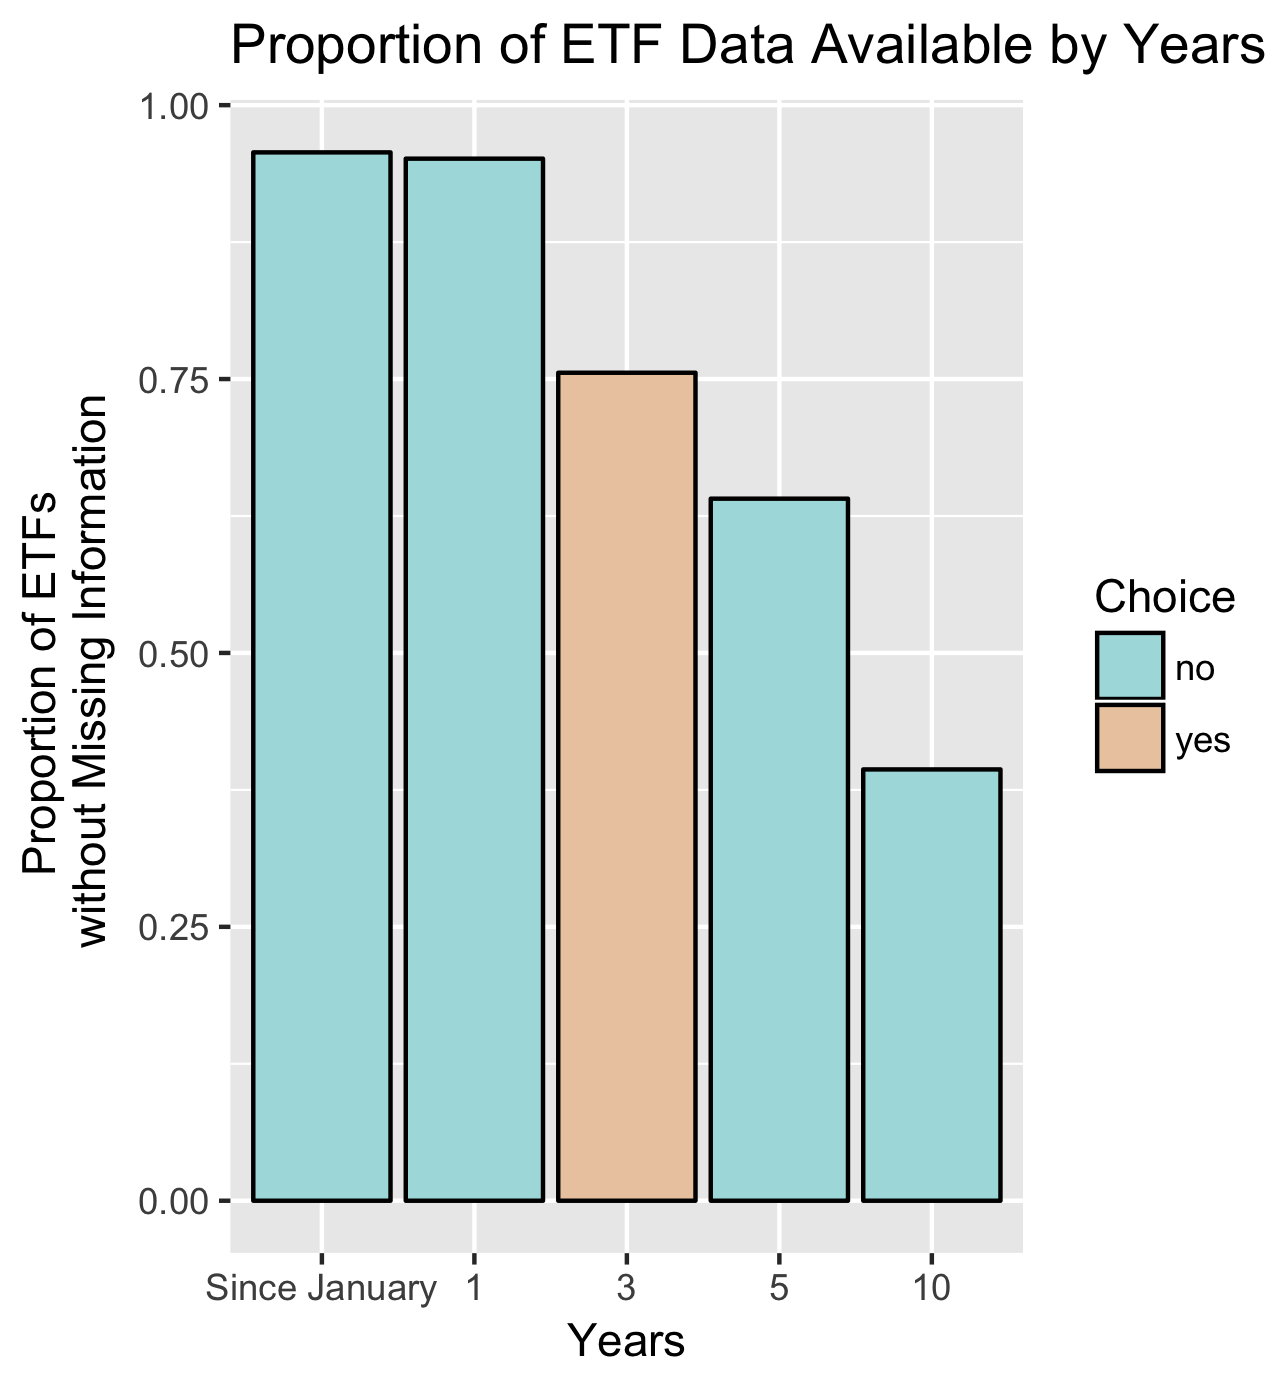 Proportion of ETF Data Available by Years
Proportion of ETFs
without Missing Information
1.00
0.75
0.50
0.25
0.00
Since January
1
3
5
10
Years
Choice
no
yes